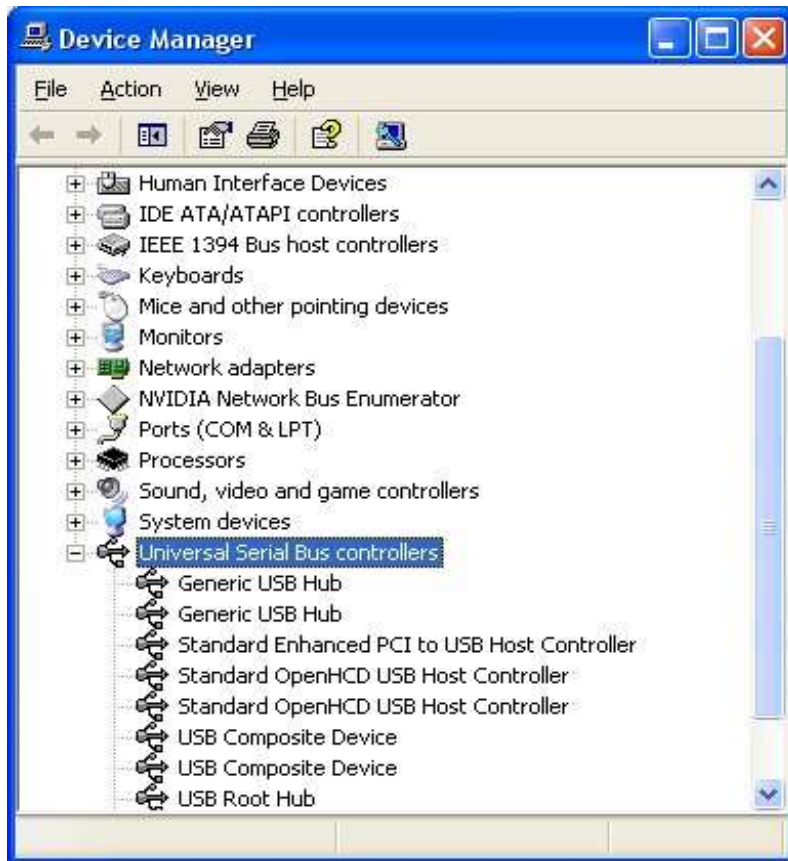 Device Manager
File Action View Help
Human Interface Devices
IDE ATA/ATAPI controllers
IEEE 1394 Bus host controllers
Keyboards
Mice and other pointing devices
Monitors
Network adapters
NVIDIA Network Bus Enumerator
Ports (COM & LPT)
Processors
Sound, video and game controllers
System devices
Universal Serial Bus controllers
Generic USB Hub
Generic USB Hub
Standard Enhanced PCI to USB Host Controller
Standard OpenHCD USB Host Controller
Standard OpenHCD USB Host Controller
USB Composite Device
USB Composite Device
USB Root Hub